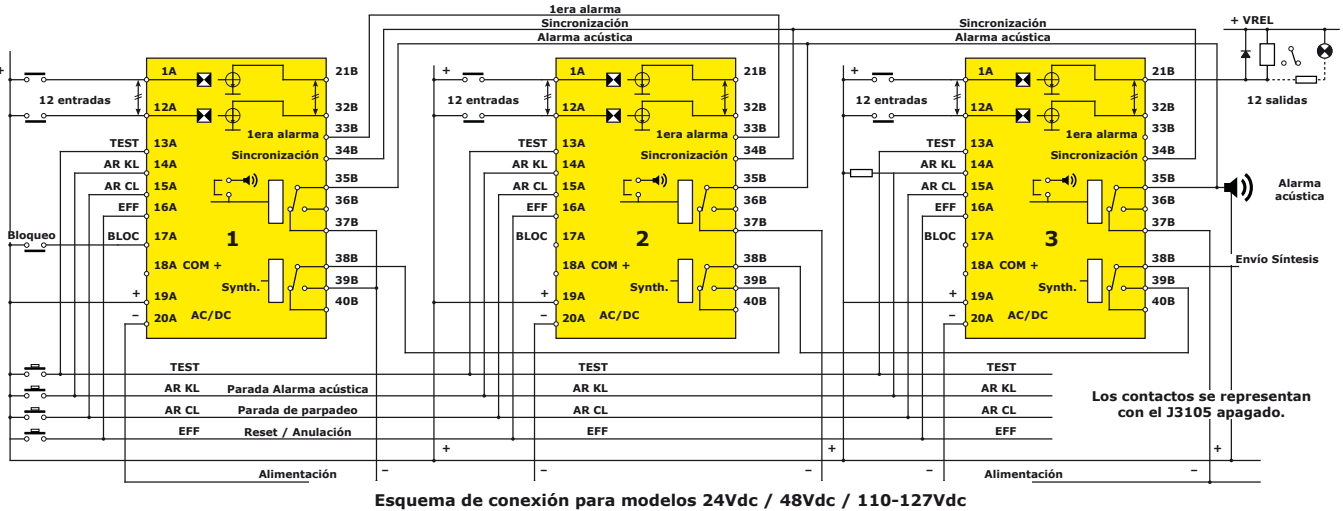 1era alarma
Sincronización
Alarma acústica
Sincronización
Alarma acústica
+ VREL
+
12 entradas
TEST
AR KL
AR CL
EFF
Bloqueo
BLOC
+
–
1A
12A
13A
14A
15A
16A
17A
18A COM +
19A
20A
AC/DC
1era alarma
Sincronización
1
Synth.
21B
32B
33B
34B
35B
36B
37B
38B
39B
40B
+
12 entradas
TEST
AR KL
AR CL
EFF
BLOC
+
–
1A
12A
13A
14A
15A
16A
17A
18A COM +
19A
20A
AC/DC
1era alarma
Sincronización
2
Synth.
21B
32B
33B
34B
35B
36B
37B
38B
39B
40B
+
12 entradas
TEST
AR KL
AR CL
EFF
BLOC
+
–
1A
12A
13A
14A
15A
16A
17A
18A COM +
19A
20A
AC/DC
1era alarma
Sincronización
3
Synth.
21B
32B
33B
34B
35B
36B
37B
38B
39B
40B
12 salidas
Alarma
acústica
Envío Síntesis
TEST TEST TEST
AR KL Parada Alarma acústica AR KL AR KL
AR CL Parada de parpadeo AR CL AR CL
EFF Reset / Anulación EFF EFF
Los contactos se representan
con el J3105 apagado.
+ + +
Alimentación – – – – Alimentación –
Esquema de conexión para modelos 24Vdc / 48Vdc / 110-127Vdc